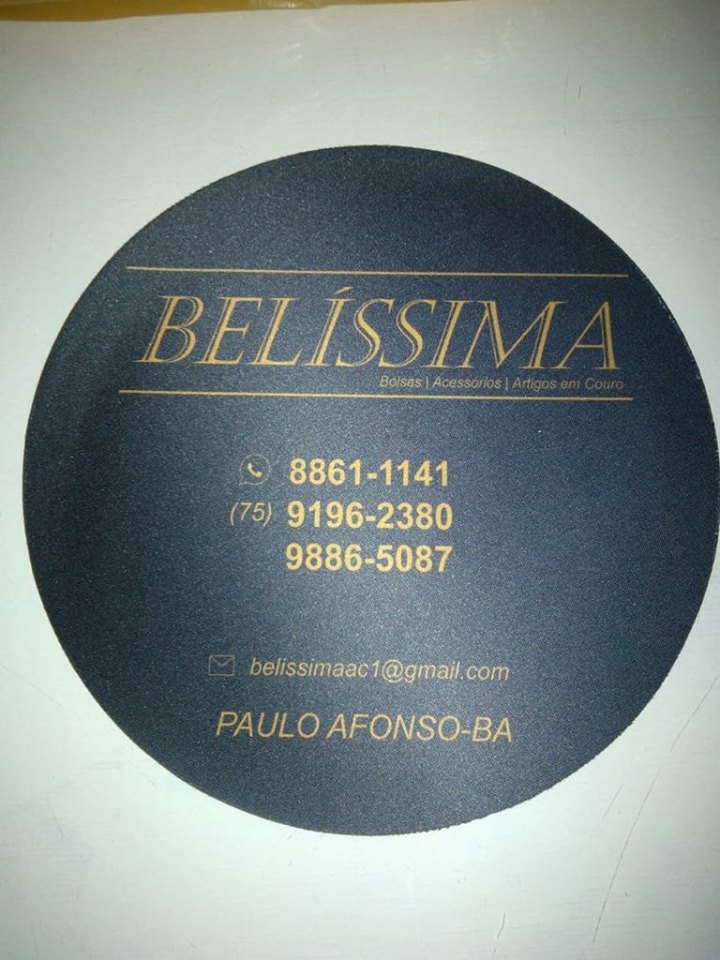 BELÍSSIMA
Bolsas | Acessórios | Artigos em Couro
8861-1141
(75) 9196-2380
9886-5087
belissimaac1@gmail.com
PAULO AFONSO-BA